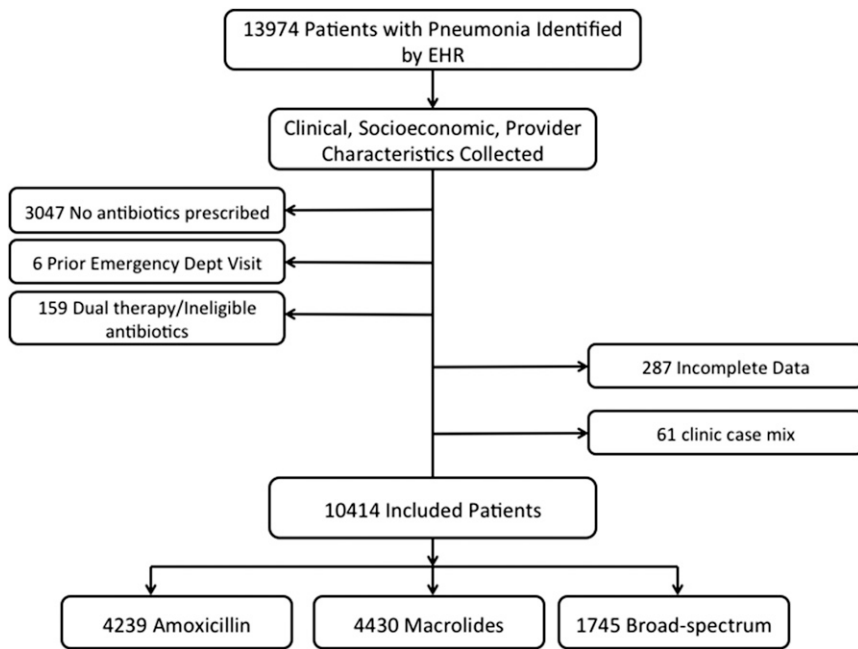 13974 Patients with Pneumonia Identified
by EHR
Clinical, Socioeconomic, Provider
Characteristics Collected
3047 No antibiotics prescribed
6 Prior Emergency Dept Visit
159 Dual therapy/Ineligible
antibiotics
287 Incomplete Data
61 clinic case mix
10414 Included Patients
4239 Amoxicillin
4430 Macrolides
1745 Broad-spectrum